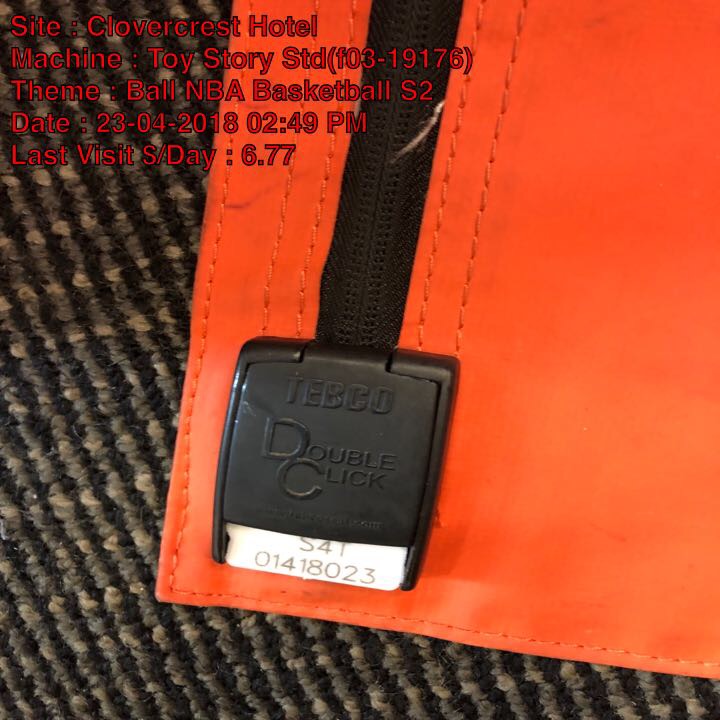 Site : Clovercrest Hotel
Machine : Toy Story Std(f03-19176)
Theme : Ball NBA Basketball S2
Date : 23-04-2018 02:49 PM
Last Visit S/Day : 6.77
TEBCO
DOUBLE
CLICK
S41
01418023